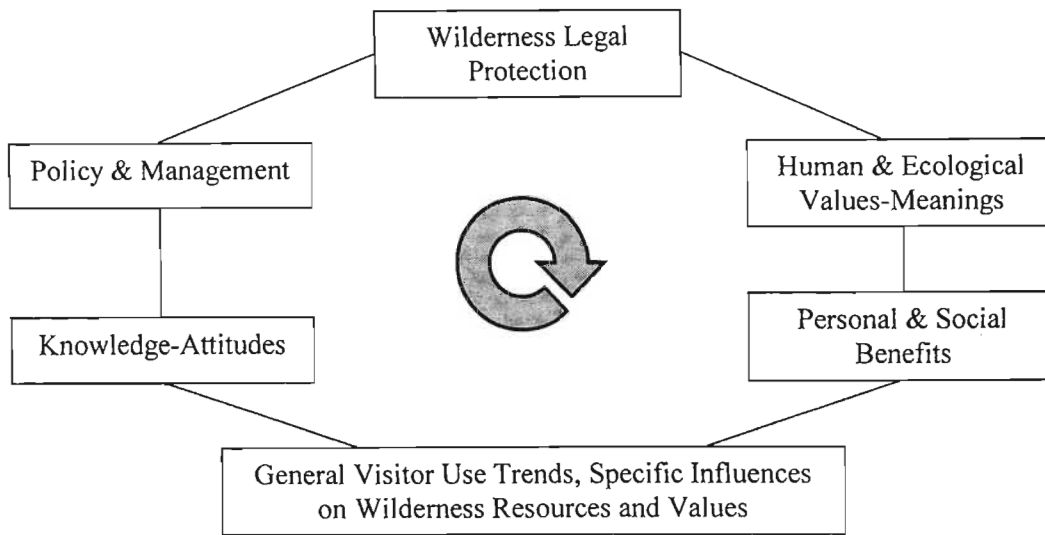 Wilderness Legal
Protection
Policy & Management
Human & Ecological
Values-Meanings
Knowledge-Attitudes
Personal & Social
Benefits
General Visitor Use Trends, Specific Influences
on Wilderness Resources and Values